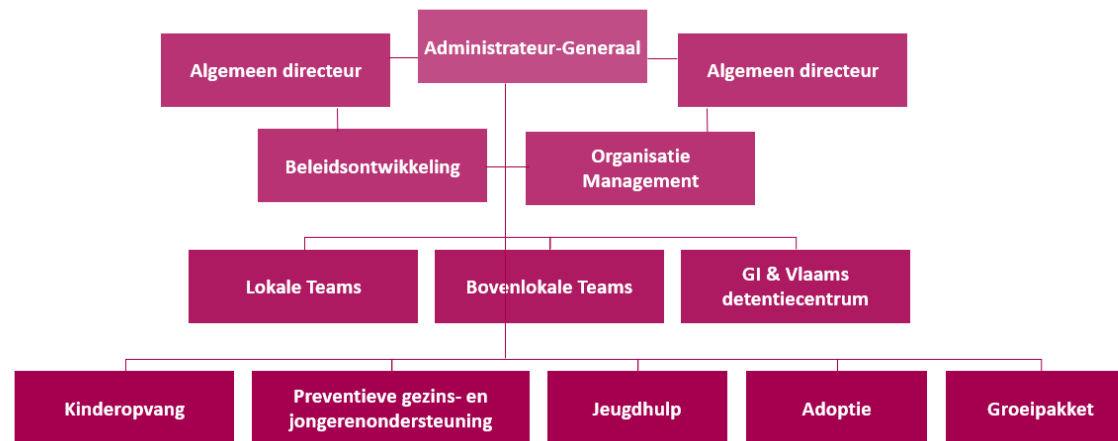 Administrateur-Generaal
Algemeen directeur
Algemeen directeur
Beleidsontwikkeling
Organisatie
Management
Lokale Teams
Bovenlokale Teams
GI & Vlaams
detentiecentrum
Kinderopvang
Preventieve gezins- en
jongerenondersteuning
Jeugdhulp
Adoptie
Groeipakket